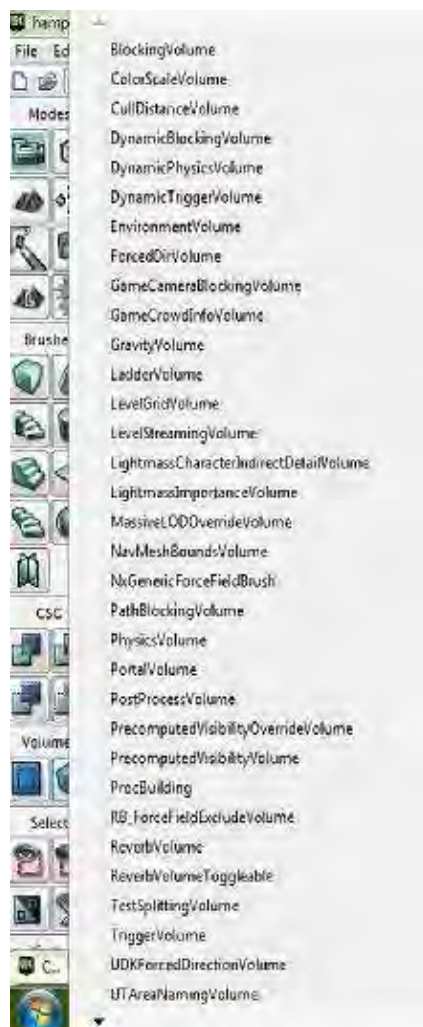 hamp
File Ed
Modes
Brushe
CSG
Volume
Select
C...
BlockingVolume
ColorScaleVolume
CullDistanceVolume
DynamicBlockingVolume
DynamicPhysicsVolume
DynamicTriggerVolume
EnvironmentVolume
ForcedDirVolume
GameCameraBlockingVolume
GameCrowdInfoVolume
GravityVolume
LadderVolume
LevelGridVolume
LevelStreamingVolume
LightmassCharacterIndirectDetailVolume
LightmassImportanceVolume
MassiveLODOverrideVolume
NavMeshBoundsVolume
NxGenericForceFieldBrush
PathBlockingVolume
PhysicsVolume
PortalVolume
PostProcessVolume
PrecomputedVisibilityOverrideVolume
PrecomputedVisibilityVolume
ProcBuilding
RB_ForceFieldExcludeVolume
ReverbVolume
ReverbVolumeToggleable
TestSplittingVolume
TriggerVolume
UDKForcedDirectionVolume
UTAreaNamingVolume